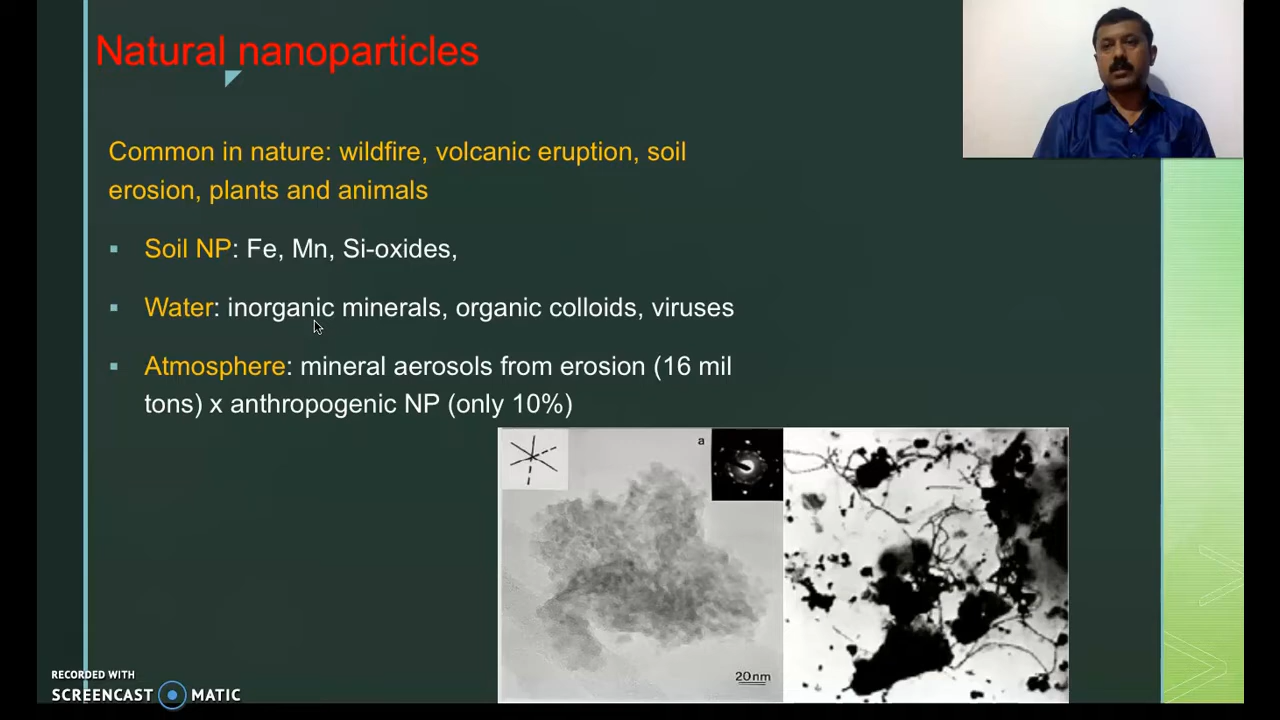 Natural nanoparticles
Common in nature: wildfire, volcanic eruption, soil
erosion, plants and animals
Soil NP: Fe, Mn, Si-oxides,
Water: inorganic minerals, organic colloids, viruses
Atmosphere: mineral aerosols from erosion (16 mil
tons) x anthropogenic NP (only 10%)
a
20nm
RECORDED WITH
SCREENCAST MATIC